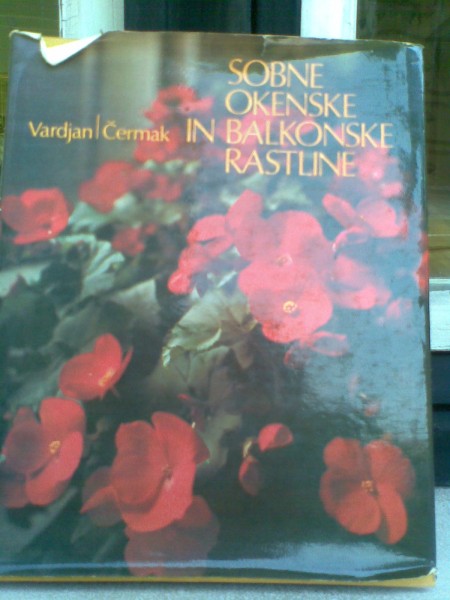 SOBNE
OKENSKE
Vardjan | Čermak IN BALKONSKE
RASTLINE